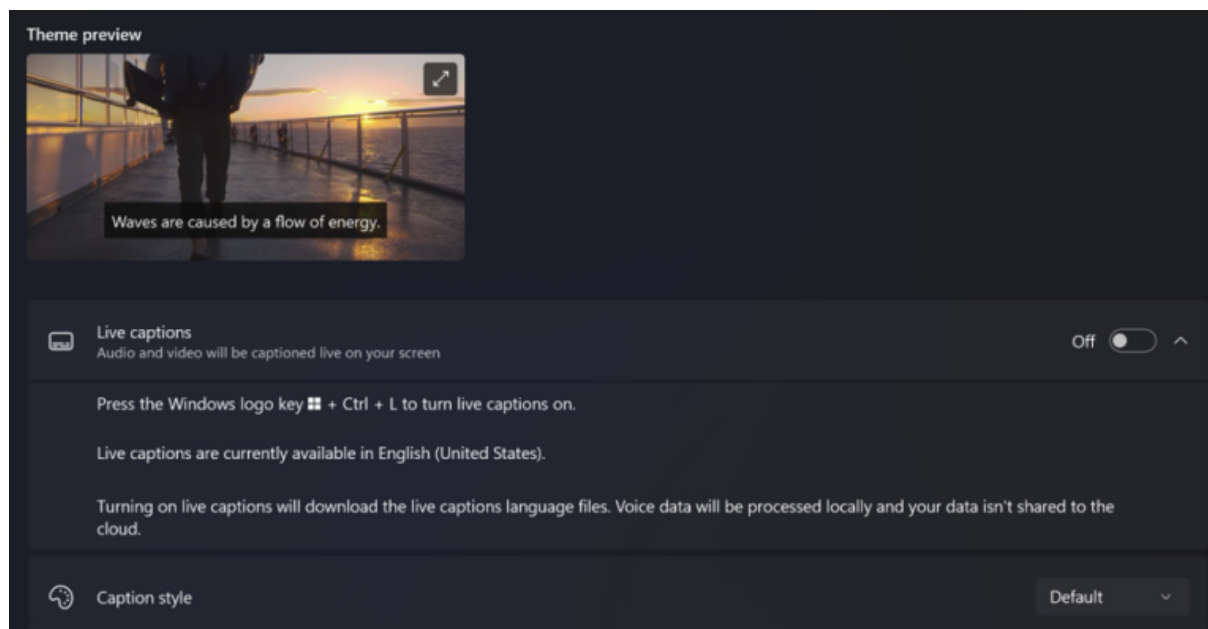 Theme preview
Waves are caused by a flow of energy.
Live captions
Audio and video will be captioned live on your screen
Off
Press the Windows logo key + Ctrl + L to turn live captions on.
Live captions are currently available in English (United States).
Turning on live captions will download the live captions language files. Voice data will be processed locally and your data isn't shared to the
cloud.
Caption style
Default